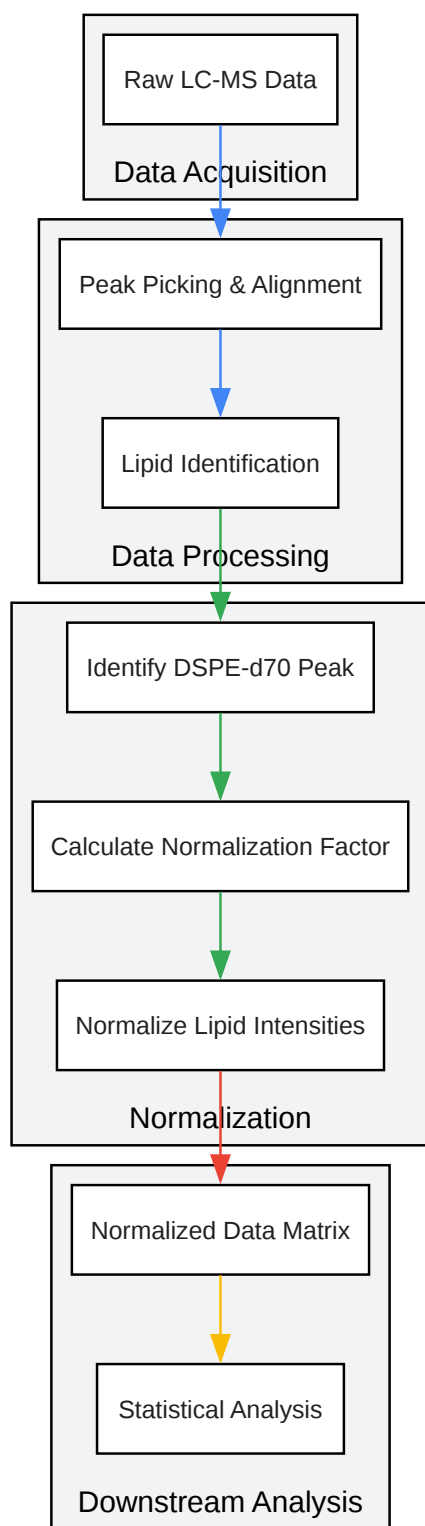 Raw LC-MS Data
Data Acquisition
Peak Picking & Alignment
Lipid Identification
Data Processing
Identify DSPE-d70 Peak
Calculate Normalization Factor
Normalize Lipid Intensities
Normalization
Normalized Data Matrix
Statistical Analysis
Downstream Analysis